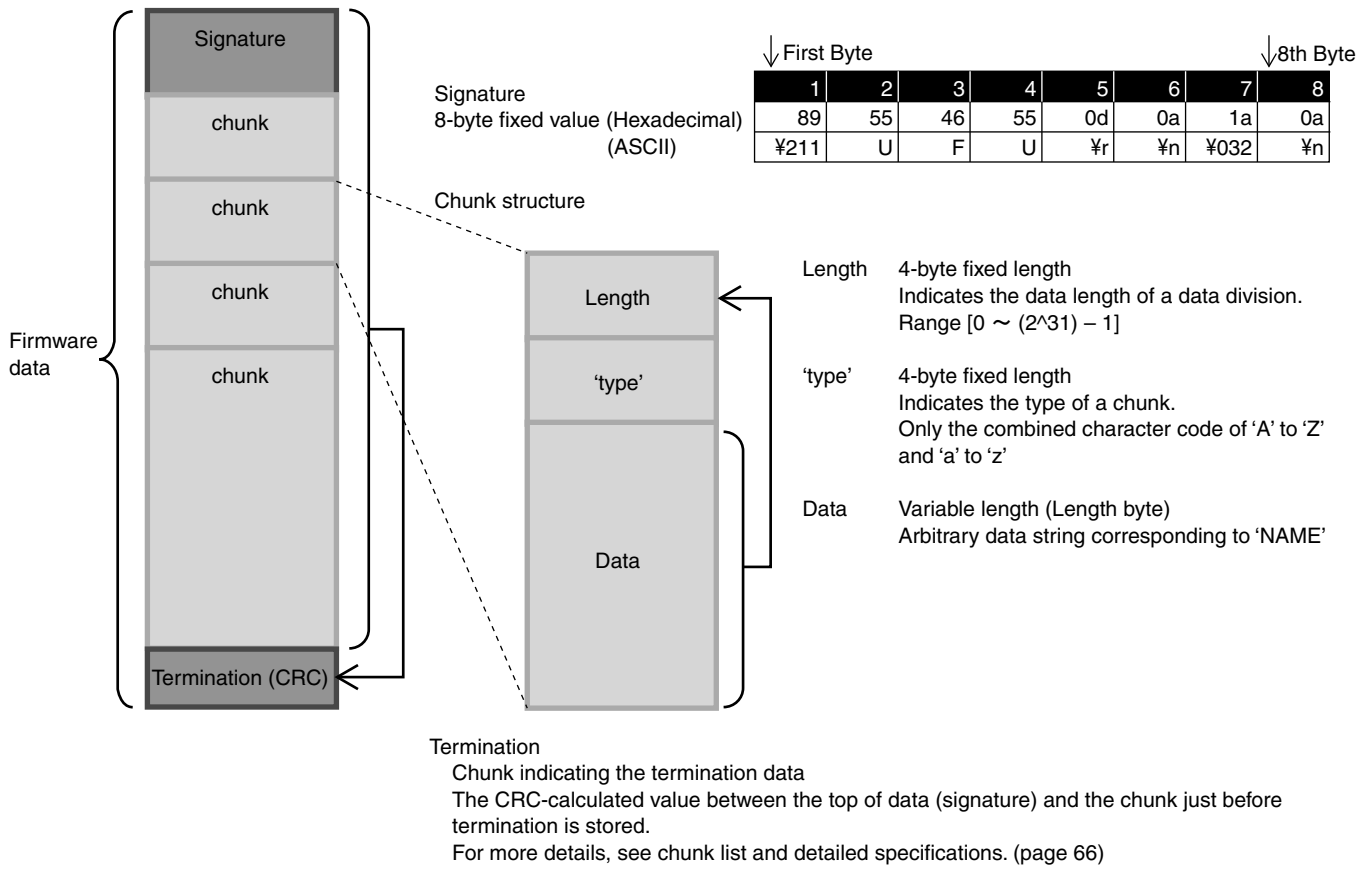 Signature
chunk
chunk
chunk
chunk
Termination (CRC)
Firmware
data
↓First Byte
↓8th Byte
Signature
8-byte fixed value (Hexadecimal)
(ASCII)
1 2 3 4 5 6 7 8
89 55 46 55 0d 0a 1a 0a
¥211 U F U ¥r ¥n ¥032 ¥n
Chunk structure
Length
‘type’
Data
Length 4-byte fixed length
Indicates the data length of a data division.
Range [0 ～ (2^31) – 1]
‘type’ 4-byte fixed length
Indicates the type of a chunk.
Only the combined character code of ‘A’ to ‘Z’
and ‘a’ to ‘z’
Data Variable length (Length byte)
Arbitrary data string corresponding to ‘NAME’
Termination
Chunk indicating the termination data
The CRC-calculated value between the top of data (signature) and the chunk just before
termination is stored.
For more details, see chunk list and detailed specifications. (page 66)